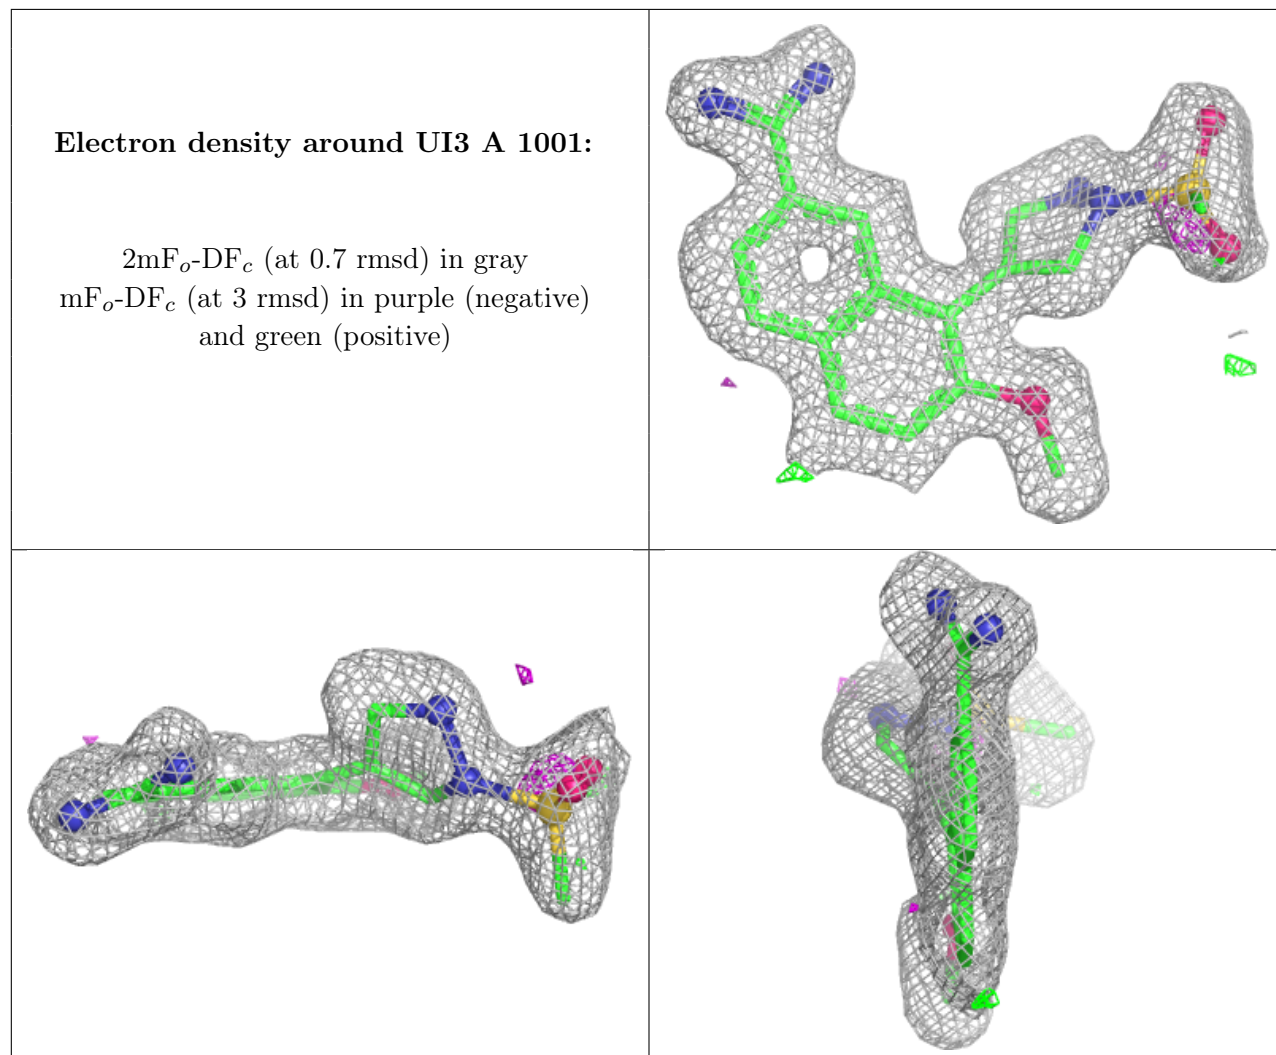 Electron density around UI3 A 1001:
2mFo-DFc (at 0.7 rmsd) in gray
mFo-DFc (at 3 rmsd) in purple (negative)
and green (positive)